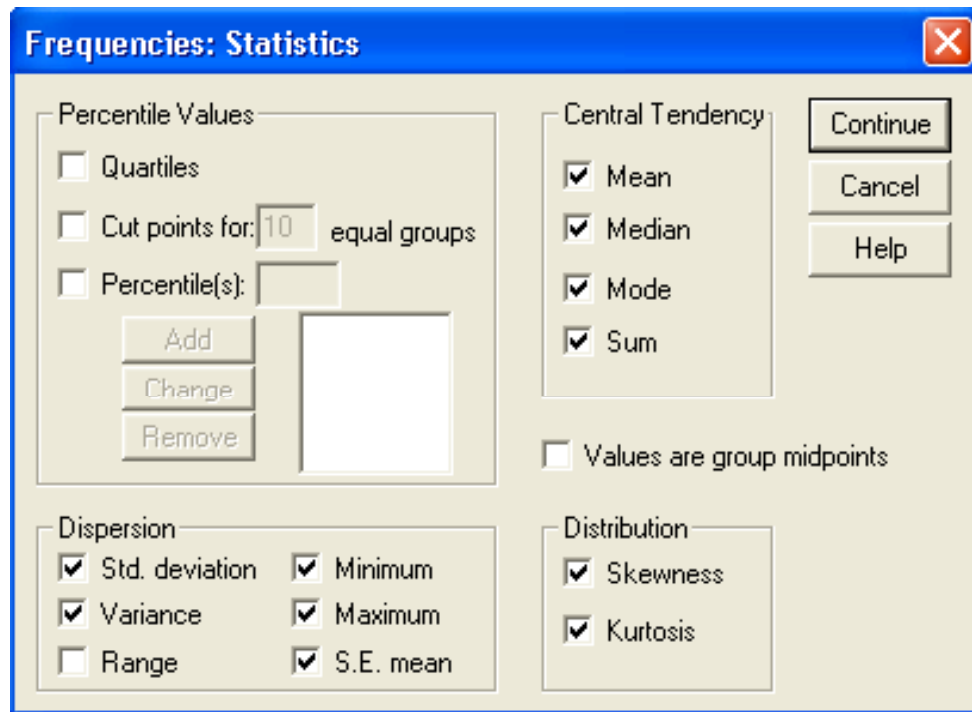 Frequencies: Statistics
Percentile Values
Quartiles
Cut points for: 10 equal groups
Percentile(s):
Add
Change
Remove
Central Tendency
Mean
Median
Mode
Sum
Continue
Cancel
Help
Values are group midpoints
Dispersion
Std. deviation
Minimum
Variance
Maximum
Range
S.E. mean
Distribution
Skewness
Kurtosis